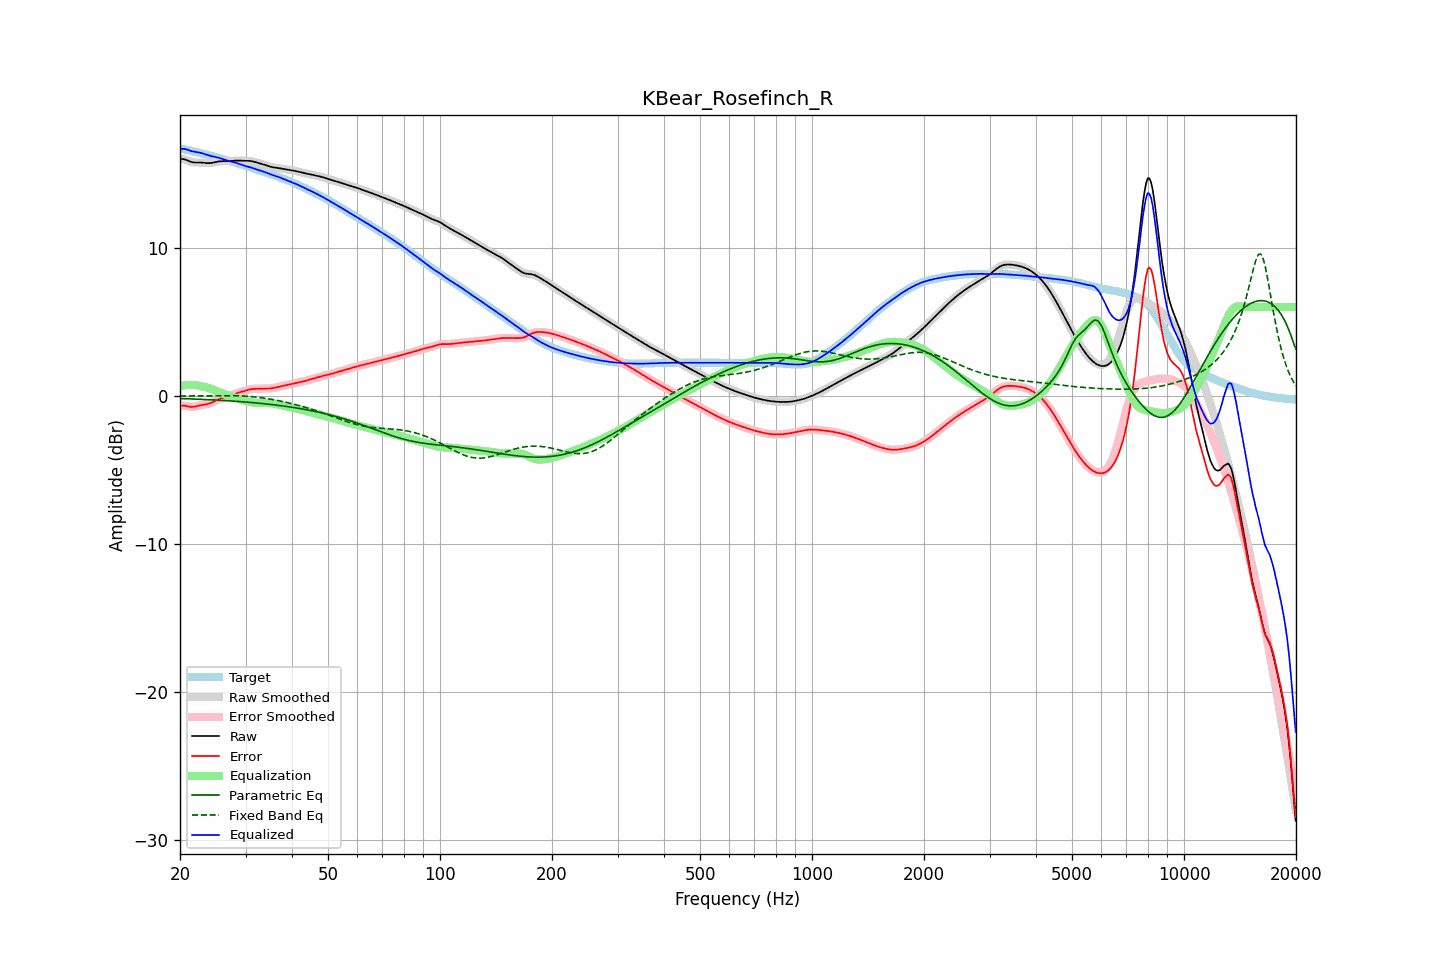 KBear_Rosefinch_R
10
0
−10
−20
−30
Amplitude (dBr)
Target
Raw Smoothed
Error Smoothed
Raw
Error
Equalization
Parametric Eq
Fixed Band Eq
Equalized
20 50 100 200 500 1000 2000 5000 10000 20000
Frequency (Hz)